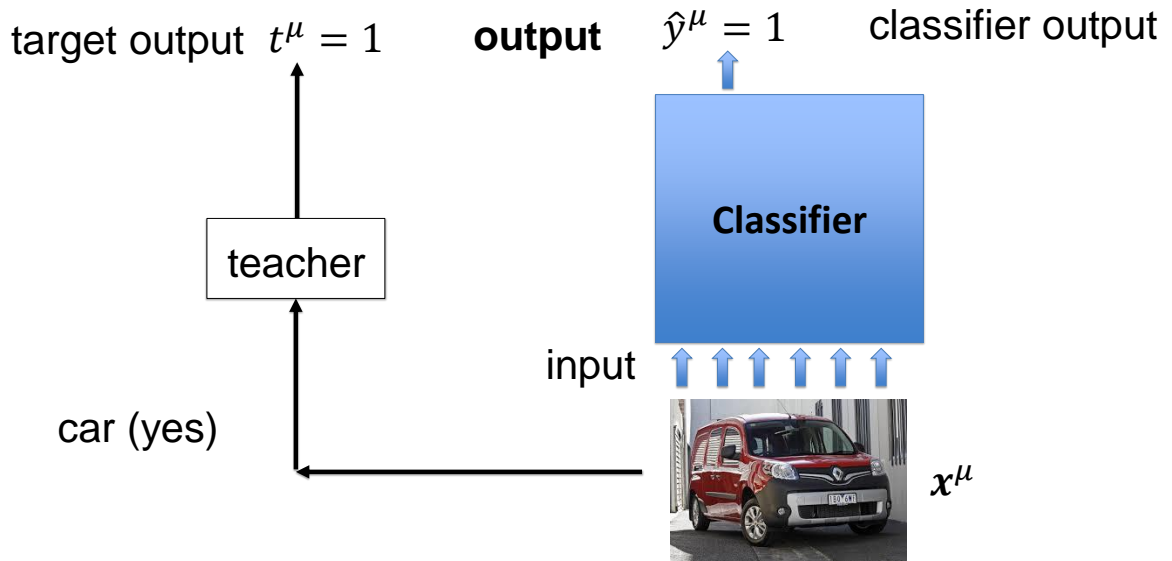 target output t^μ = 1 output ŷ^μ = 1 classifier output
Classifier
teacher
input
car (yes)
x^μ